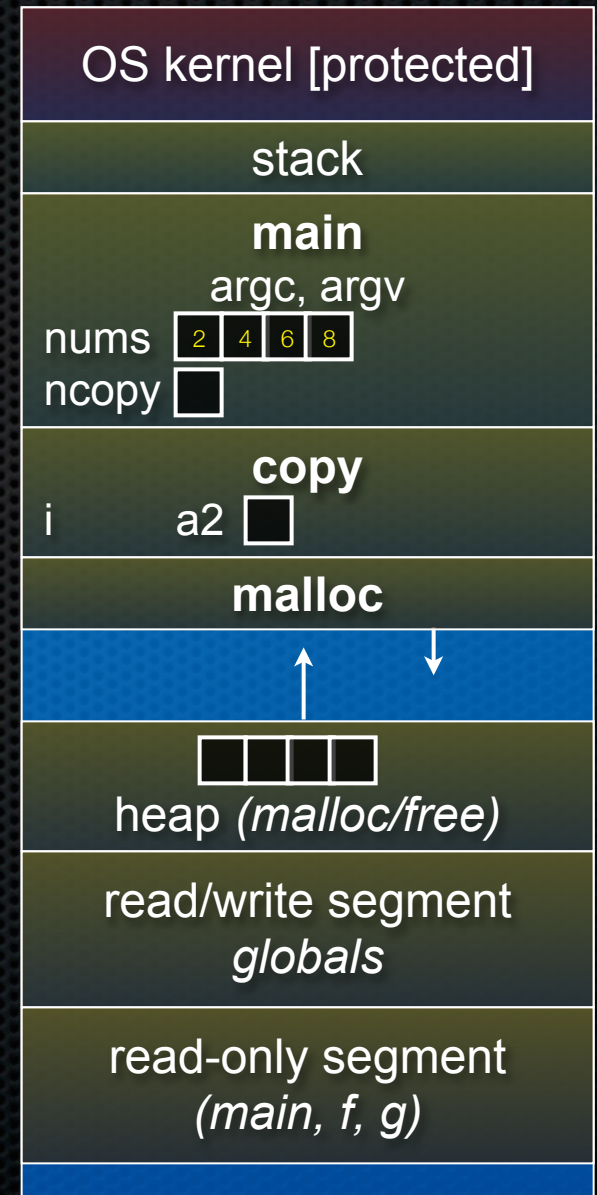 OS kernel [protected]
stack
main
argc, argv
nums 2 4 6 8
ncopy
copy
i a2
malloc
heap (malloc/free)
read/write segment
globals
read-only segment
(main, f, g)